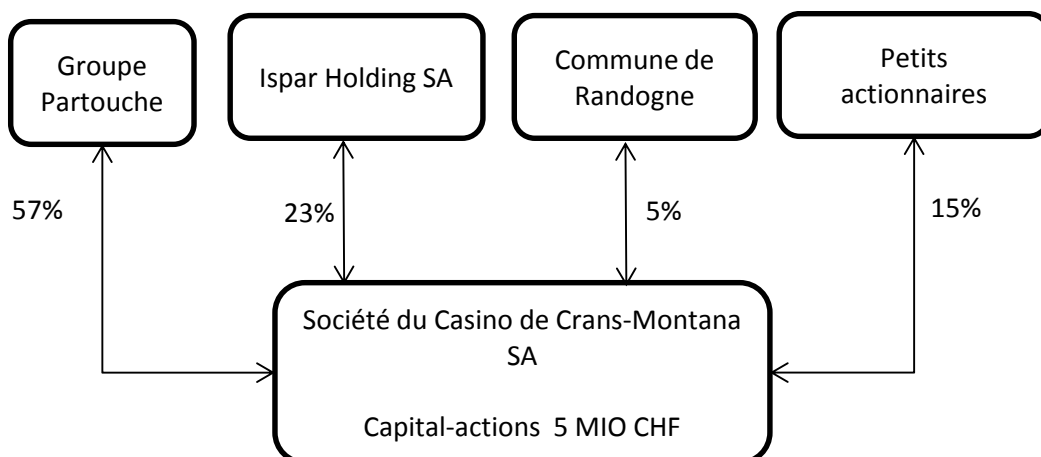 Groupe
Partouche
Ispar Holding SA
Commune de
Randogne
Petits
actionnaires
57%
23%
5%
15%
Société du Casino de Crans-Montana
SA
Capital-actions 5 MIO CHF